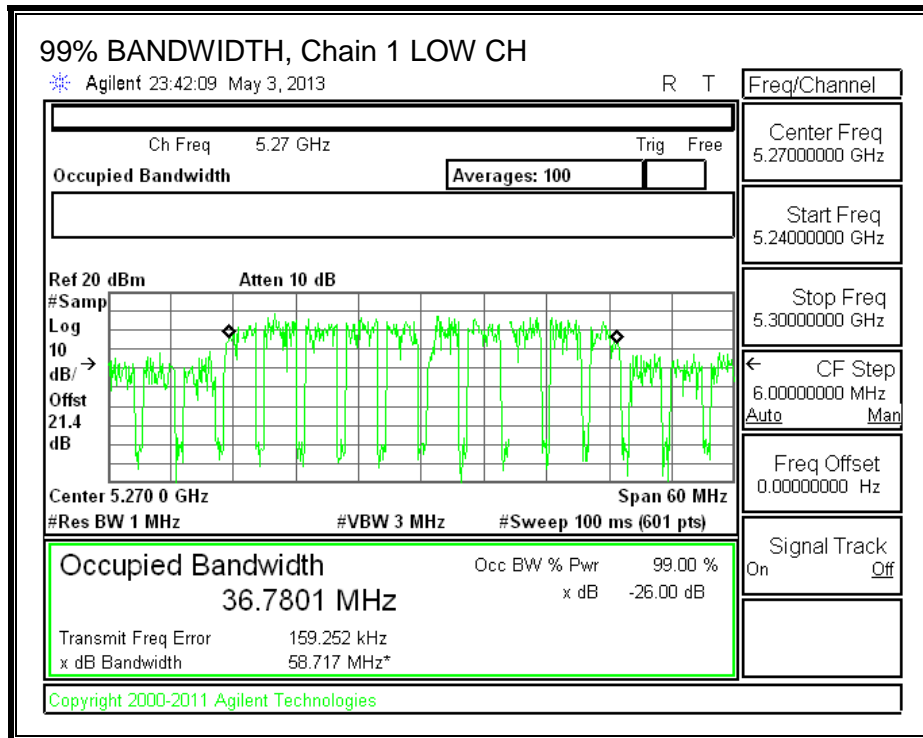 99% BANDWIDTH, Chain 1 LOW CH
Agilent 23:42:09 May 3, 2013 R T
Ch Freq 5.27 GHz Trig Free
Occupied Bandwidth Averages: 100
Ref 20 dBm Atten 10 dB
#Samp
Log
10
dB/
Offst
21.4
dB
Center 5.270 0 GHz Span 60 MHz
#Res BW 1 MHz #VBW 3 MHz #Sweep 100 ms (601 pts)
Occupied Bandwidth Occ BW % Pwr 99.00 %
36.7801 MHz x dB -26.00 dB
Transmit Freq Error 159.252 kHz
x dB Bandwidth 58.717 MHz*
Copyright 2000-2011 Agilent Technologies
Freq/Channel
Center Freq
5.27000000 GHz
Start Freq
5.24000000 GHz
Stop Freq
5.30000000 GHz
CF Step
6.00000000 MHz
Auto Man
Freq Offset
0.00000000 Hz
Signal Track
On Off